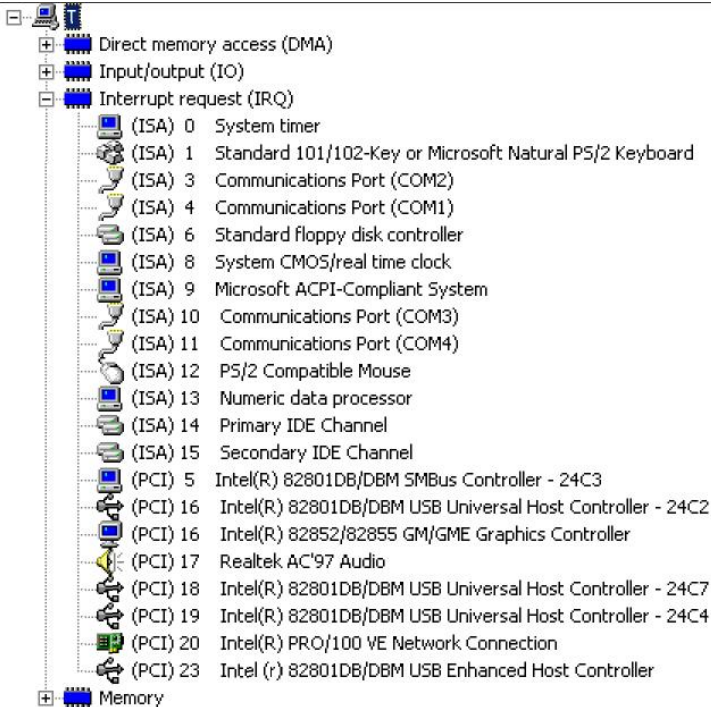 T
Direct memory access (DMA)
Input/output (IO)
Interrupt request (IRQ)
(ISA) 0 System timer
(ISA) 1 Standard 101/102-Key or Microsoft Natural PS/2 Keyboard
(ISA) 3 Communications Port (COM2)
(ISA) 4 Communications Port (COM1)
(ISA) 6 Standard floppy disk controller
(ISA) 8 System CMOS/real time clock
(ISA) 9 Microsoft ACPI-Compliant System
(ISA) 10 Communications Port (COM3)
(ISA) 11 Communications Port (COM4)
(ISA) 12 PS/2 Compatible Mouse
(ISA) 13 Numeric data processor
(ISA) 14 Primary IDE Channel
(ISA) 15 Secondary IDE Channel
(PCI) 5 Intel(R) 82801DB/DBM SMBus Controller - 24C3
(PCI) 16 Intel(R) 82801DB/DBM USB Universal Host Controller - 24C2
(PCI) 16 Intel(R) 82852/82855 GM/GME Graphics Controller
(PCI) 17 Realtek AC'97 Audio
(PCI) 18 Intel(R) 82801DB/DBM USB Universal Host Controller - 24C7
(PCI) 19 Intel(R) 82801DB/DBM USB Universal Host Controller - 24C4
(PCI) 20 Intel(R) PRO/100 VE Network Connection
(PCI) 23 Intel (r) 82801DB/DBM USB Enhanced Host Controller
Memory